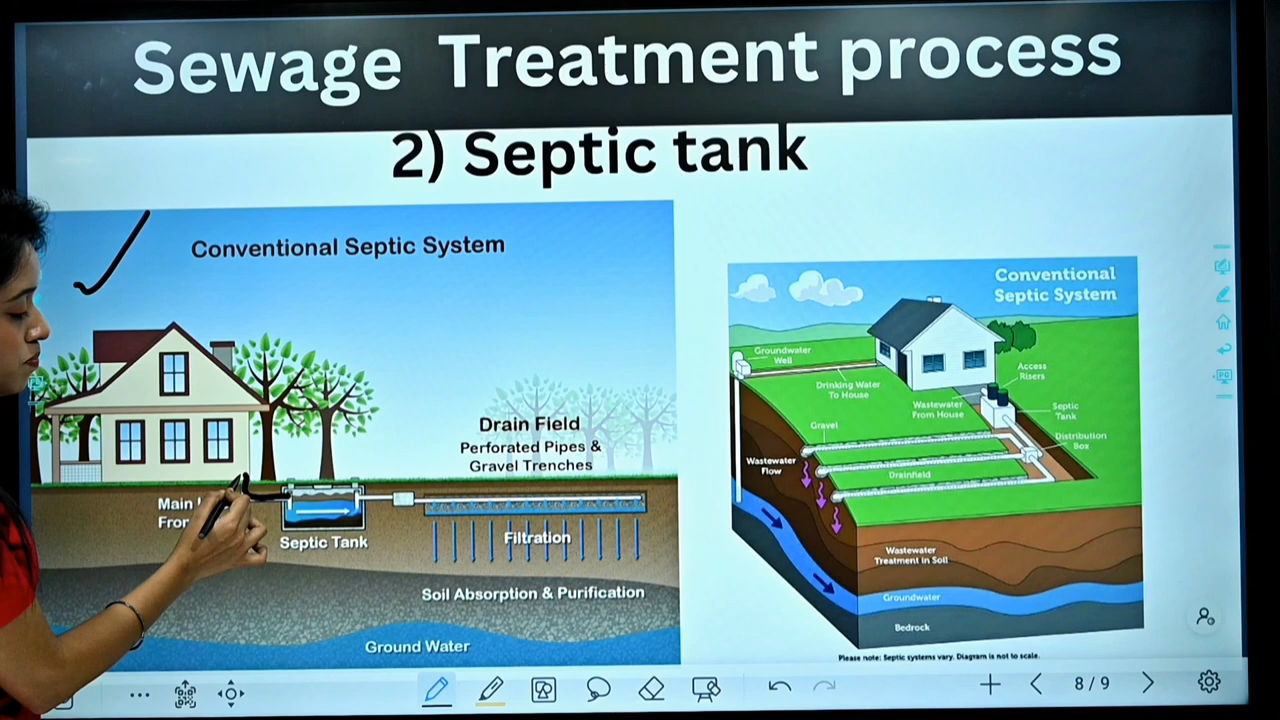 Sewage Treatment process
2) Septic tank
Conventional Septic System
Drain Field
Perforated Pipes &
Gravel Trenches
Main
Septic Tank
Filtration
Soil Absorption & Purification
Ground Water
Conventional
Septic System
Groundwater
Well
Drinking Water
To House
Access
Risers
Wastewater
From House
Septic
Tank
Gravel
Distribution
Box
Wastewater
Flow
Drainfield
Wastewater
Treatment in Soil
Groundwater
Bedrock
Please note: Septic systems vary. Diagram is not to scale.
8 / 9